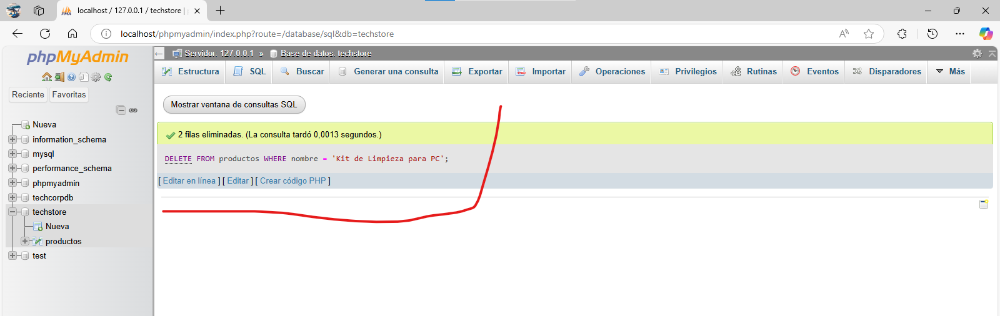 localhost / 127.0.0.1 / techstore |
localhost/phpmyadmin/index.php?route=/database/sql&db=techstore
phpMyAdmin
Reciente Favoritas
Nueva
information_schema
mysql
performance_schema
phpmyadmin
techcorpdb
techstore
Nueva
productos
test
Servidor: 127.0.0.1 » Base de datos: techstore
Estructura SQL Buscar Generar una consulta Exportar Importar Operaciones Privilegios Rutinas Eventos Disparadores Más
Mostrar ventana de consultas SQL
2 filas eliminadas. (La consulta tardó 0,0013 segundos.)
DELETE FROM productos WHERE nombre = 'Kit de Limpieza para PC';
[ Editar en línea ] [ Editar ] [ Crear código PHP ]